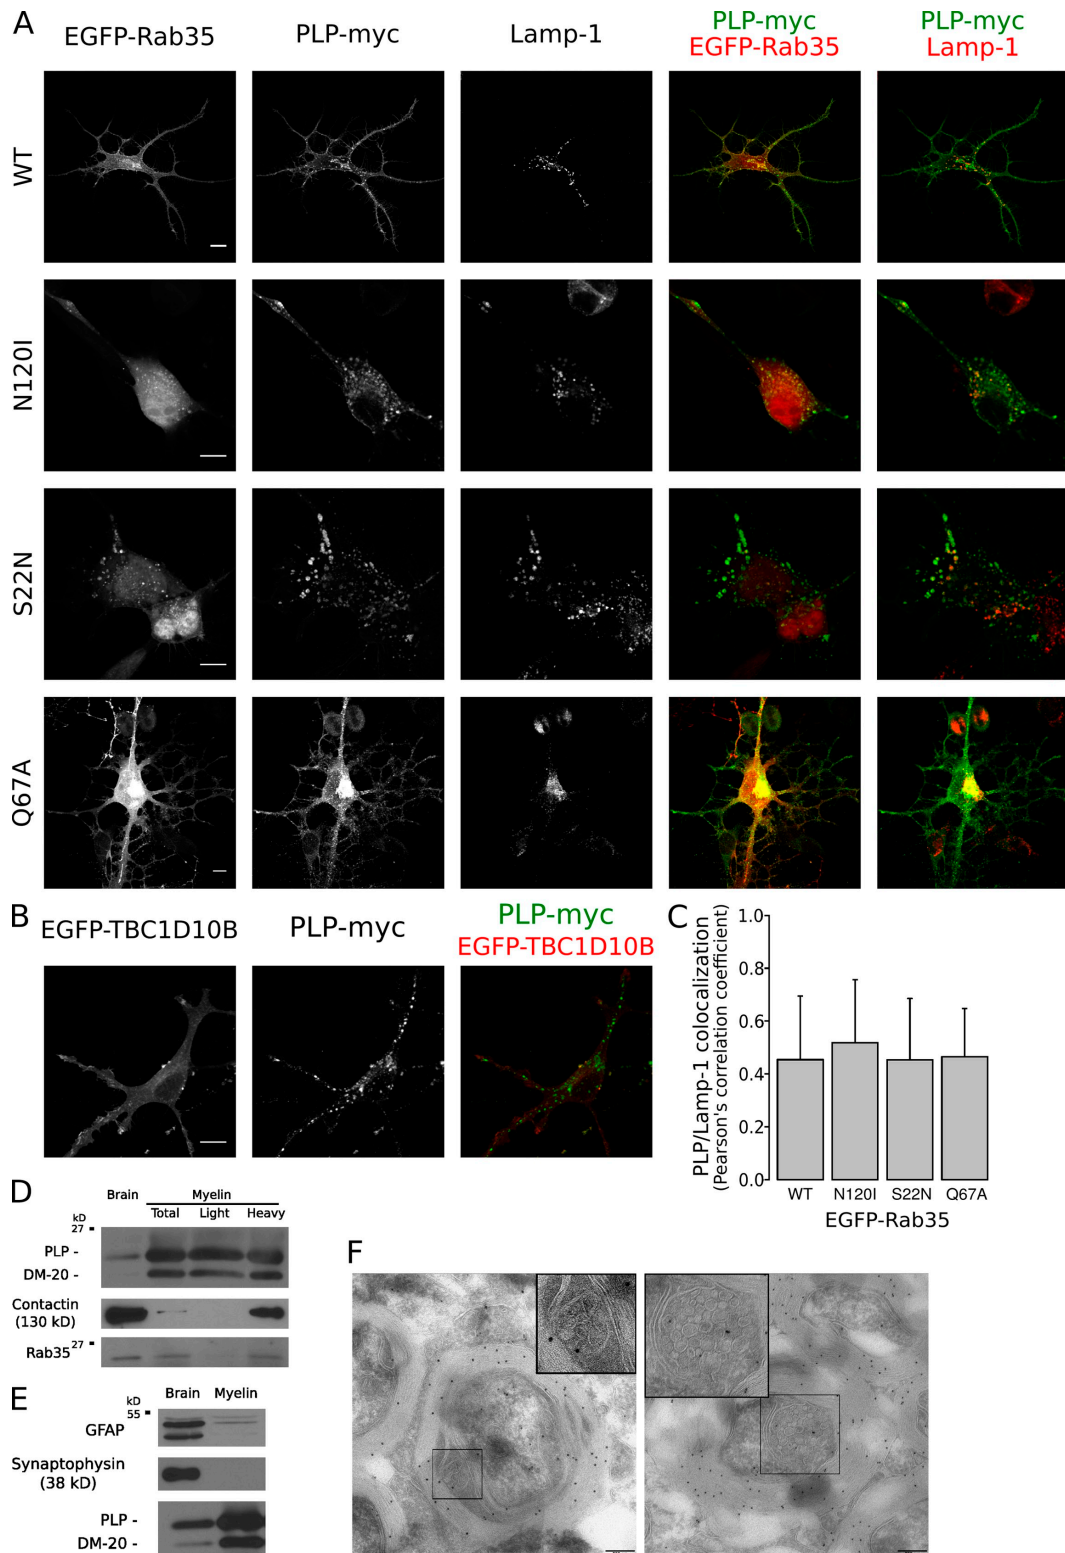 A
EGFP-Rab35
PLP-myc
Lamp-1
PLP-myc
EGFP-Rab35
PLP-myc
Lamp-1
WT
N120I
S22N
Q67A
B
EGFP-TBC1D10B
PLP-myc
PLP-myc
EGFP-TBC1D10B
C
PLP/Lamp-1 colocalization
(Pearson's correlation coefficient)
1.0
0.8
0.6
0.4
0.2
0.0
WT N120I S22N Q67A
EGFP-Rab35
D
Brain Myelin
kD Total Light Heavy
27
PLP -
DM-20 -
Contactin
(130 kD)
27
Rab35
E
Brain Myelin
kD
55
GFAP
Synaptophysin
(38 kD)
PLP -
DM-20 -
F